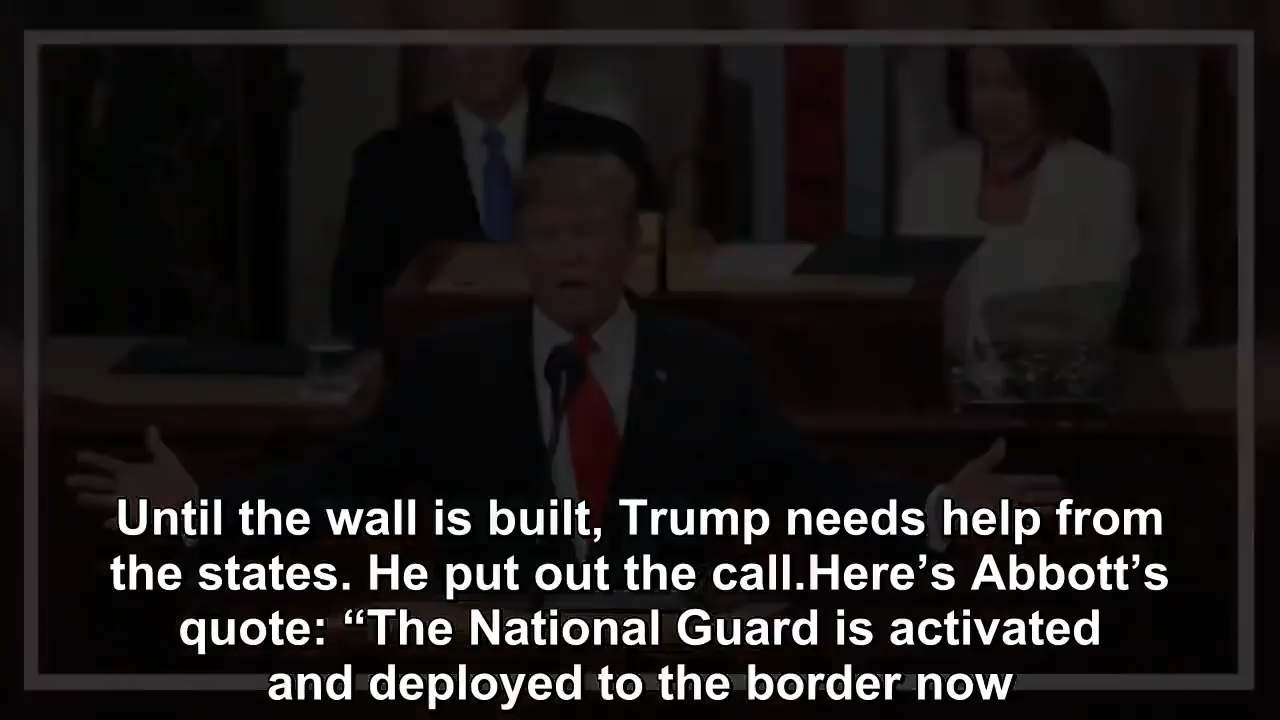 Until the wall is built, Trump needs help from
the states. He put out the call.Here’s Abbott’s
quote: “The National Guard is activated
and deployed to the border now